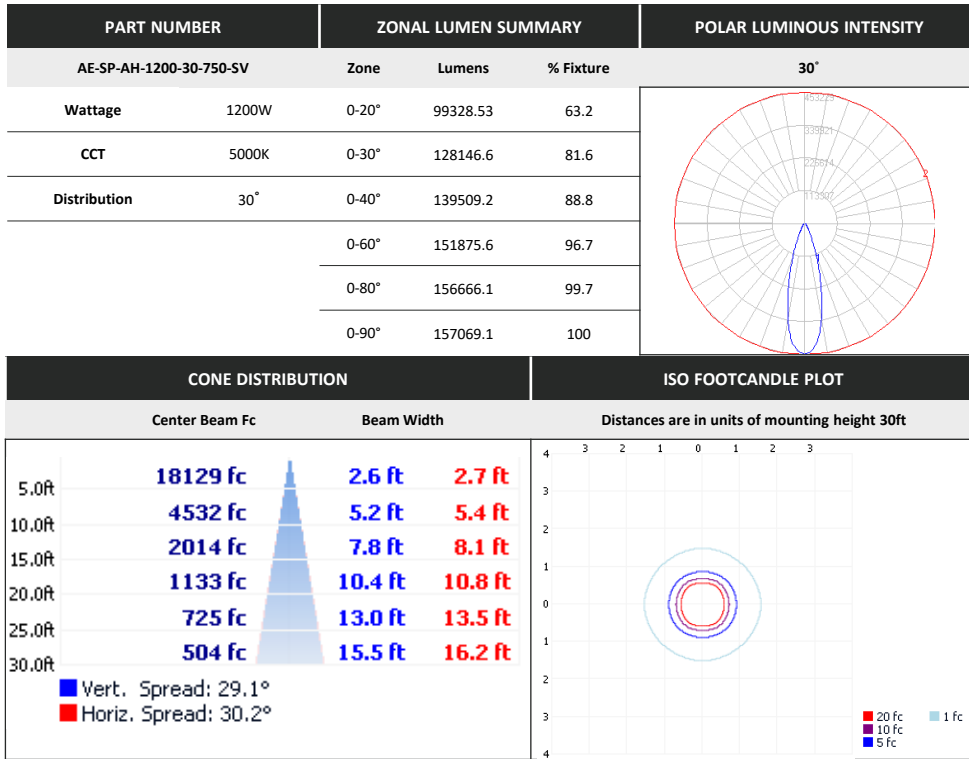 PART NUMBER
AE-SP-AH-1200-30-750-SV
Wattage 1200W
CCT 5000K
Distribution 30˚
ZONAL LUMEN SUMMARY
Zone Lumens % Fixture
0-20° 99328.53 63.2
0-30° 128146.6 81.6
0-40° 139509.2 88.8
0-60° 151875.6 96.7
0-80° 156666.1 99.7
0-90° 157069.1 100
POLAR LUMINOUS INTENSITY
30˚
453229
339921
226614
113307
2
1
CONE DISTRIBUTION
Center Beam Fc Beam Width
5.0ft 18129 fc 2.6 ft 2.7 ft
10.0ft 4532 fc 5.2 ft 5.4 ft
15.0ft 2014 fc 7.8 ft 8.1 ft
20.0ft 1133 fc 10.4 ft 10.8 ft
25.0ft 725 fc 13.0 ft 13.5 ft
30.0ft 504 fc 15.5 ft 16.2 ft
Vert. Spread: 29.1°
Horiz. Spread: 30.2°
ISO FOOTCANDLE PLOT
Distances are in units of mounting height 30ft
3 2 1 0 1 2 3
4
3
2
1
0
1
2
3
4
20 fc 1 fc
10 fc
5 fc